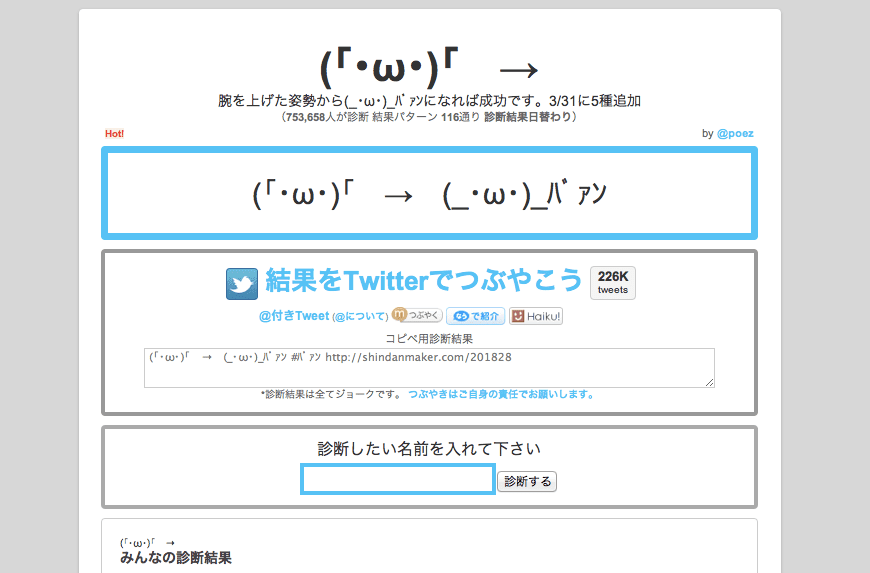 (「･ω･)「　→
腕を上げた姿勢から(_･ω･)_ﾊﾞｧﾝになれば成功です。3/31に5種追加
（753,658人が診断 結果パターン 116通り 診断結果日替わり）
Hot!
by @poez
(「･ω･)「　→　(_･ω･)_ﾊﾞｧﾝ
結果をTwitterでつぶやこう 226K tweets
@付きTweet (@について) m つぶやく で紹介 Haiku!
コピペ用診断結果
(「･ω･)「　→　(_･ω･)_ﾊﾞｧﾝ #ﾊﾞｧﾝ http://shindanmaker.com/201828
*診断結果は全てジョークです。 つぶやきはご自身の責任でお願いします。
診断したい名前を入れて下さい
診断する
(「･ω･)「　→
みんなの診断結果